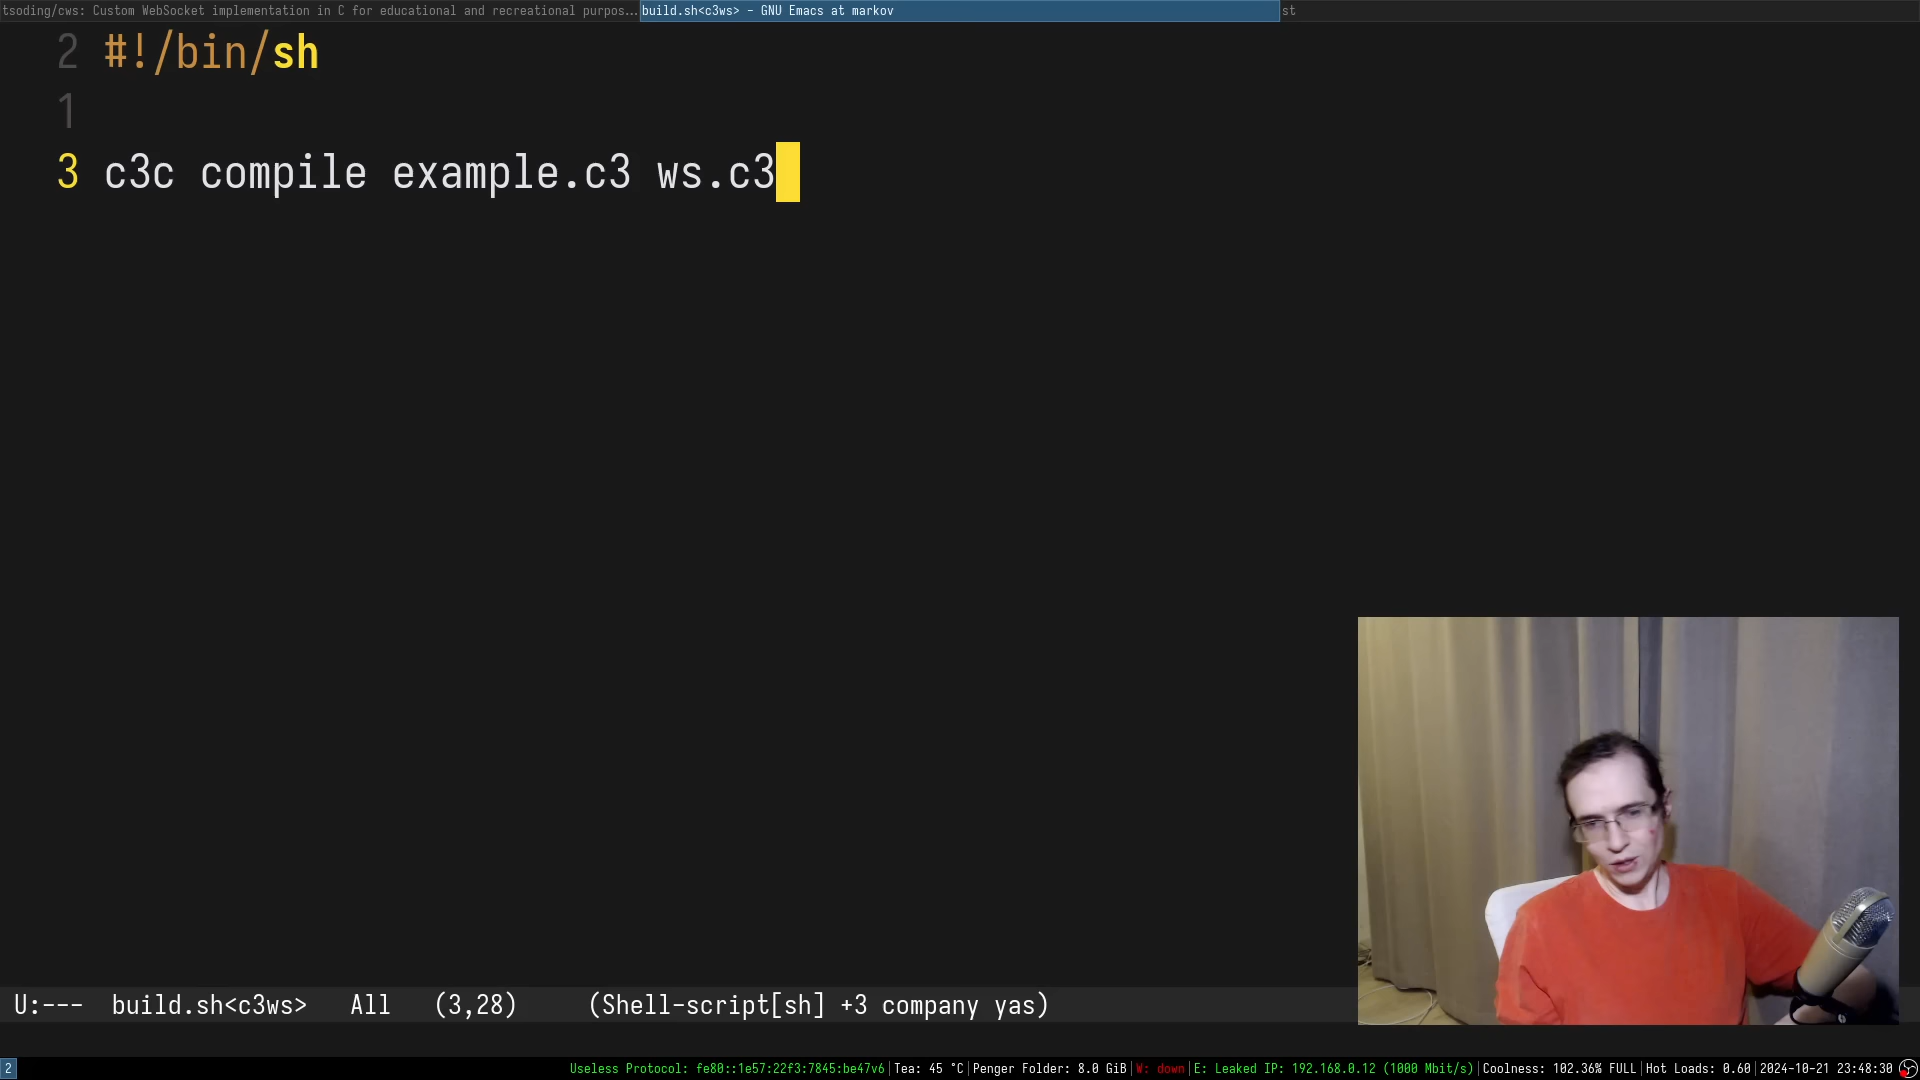 tsoding/cws: Custom WebSocket implementation in C for educational and recreational purpos...
build.sh<c3ws> - GNU Emacs at markov
st
2 #!/bin/sh
1
3 c3c compile example.c3 ws.c3
U:--- build.sh<c3ws> All (3,28) (Shell-script[sh] +3 company yas)
2
Useless Protocol: fe80::1e57:22f3:7845:be47v6|Tea: 45 °C|Penger Folder: 8.0 GiB|W: down|E: Leaked IP: 192.168.0.12 (1000 Mbit/s)|Coolness: 102.36% FULL|Hot Loads: 0.60|2024-10-21 23:48:30